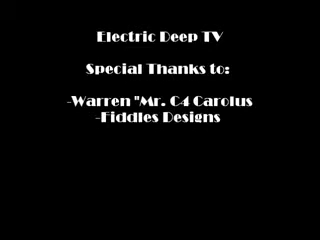 Electric Deep TV
Special Thanks to:
-Warren "Mr. C4 Carolus
-Fiddles Designs